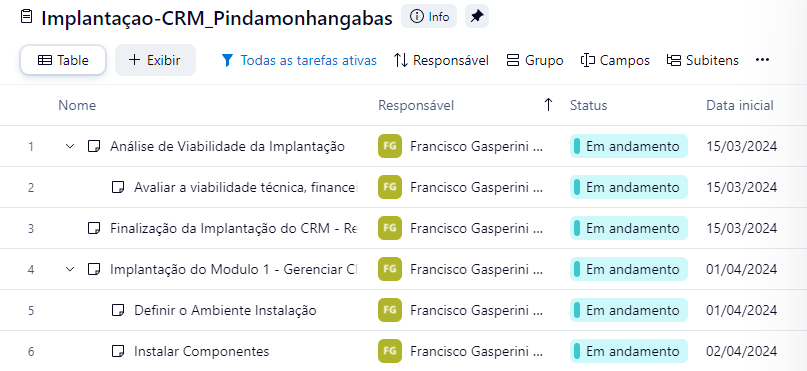 Implantaçao-CRM_Pindamonhangabas Info
Table + Exibir Todas as tarefas ativas Responsável Grupo Campos Subitens ...
Nome Responsável Status Data inicial
1 Análise de Viabilidade da Implantação FG Francisco Gasperini ... Em andamento 15/03/2024
2 Avaliar a viabilidade técnica, finance FG Francisco Gasperini ... Em andamento 15/03/2024
3 Finalização da Implantação do CRM - Re FG Francisco Gasperini ... Em andamento 15/03/2024
4 Implantação do Modulo 1 - Gerenciar Cl FG Francisco Gasperini ... Em andamento 01/04/2024
5 Definir o Ambiente Instalação FG Francisco Gasperini ... Em andamento 01/04/2024
6 Instalar Componentes FG Francisco Gasperini ... Em andamento 02/04/2024